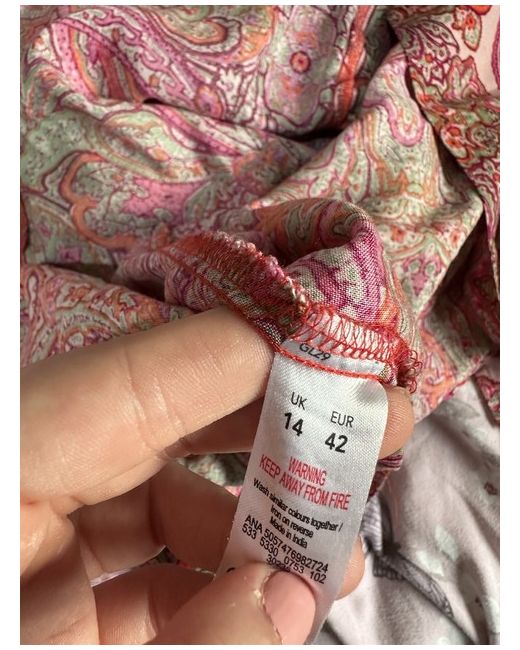 GL29
UK EUR
14 42
WARNING
KEEP AWAY FROM FIRE
Wash similar colours together /
Iron on reverse
Made in India
ANA 5057476982724
533 5330 0753 102